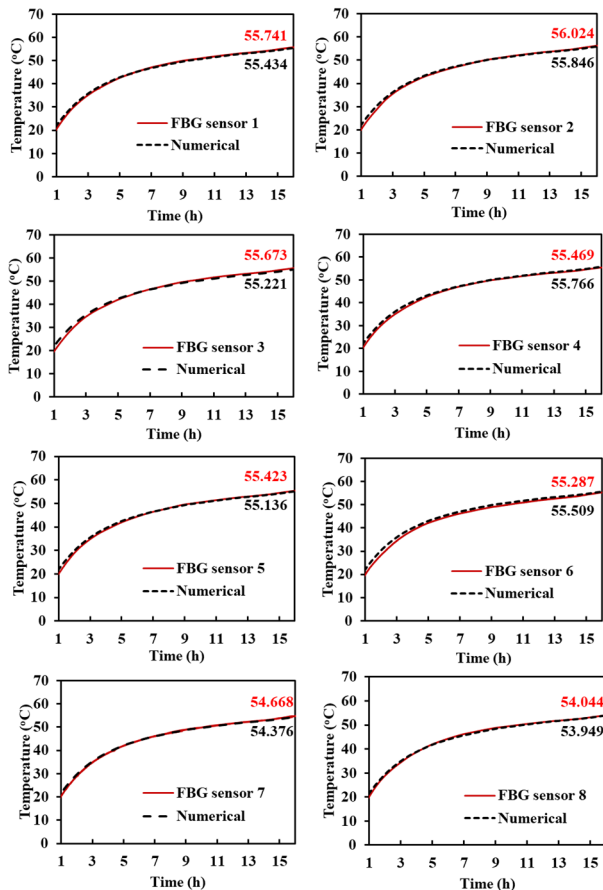 70
60
50
40
30
20
10
0
Temperature (°C)
55.741
55.434
FBG sensor 1
Numerical
1 3 5 7 9 11 13 15
Time (h)
70
60
50
40
30
20
10
0
Temperature (°C)
56.024
55.846
FBG sensor 2
Numerical
1 3 5 7 9 11 13 15
Time (h)
70
60
50
40
30
20
10
0
Temperature (°C)
55.673
55.221
FBG sensor 3
Numerical
1 3 5 7 9 11 13 15
Time (h)
70
60
50
40
30
20
10
0
Temperature (°C)
55.469
55.766
FBG sensor 4
Numerical
1 3 5 7 9 11 13 15
Time (h)
70
60
50
40
30
20
10
0
Temperature (°C)
55.423
55.136
FBG sensor 5
Numerical
1 3 5 7 9 11 13 15
Time (h)
70
60
50
40
30
20
10
0
Temperature (°C)
55.287
55.509
FBG sensor 6
Numerical
1 3 5 7 9 11 13 15
Time (h)
70
60
50
40
30
20
10
0
Temperature (°C)
54.668
54.376
FBG sensor 7
Numerical
1 3 5 7 9 11 13 15
Time (h)
70
60
50
40
30
20
10
0
Temperature (°C)
54.044
53.949
FBG sensor 8
Numerical
1 3 5 7 9 11 13 15
Time (h)